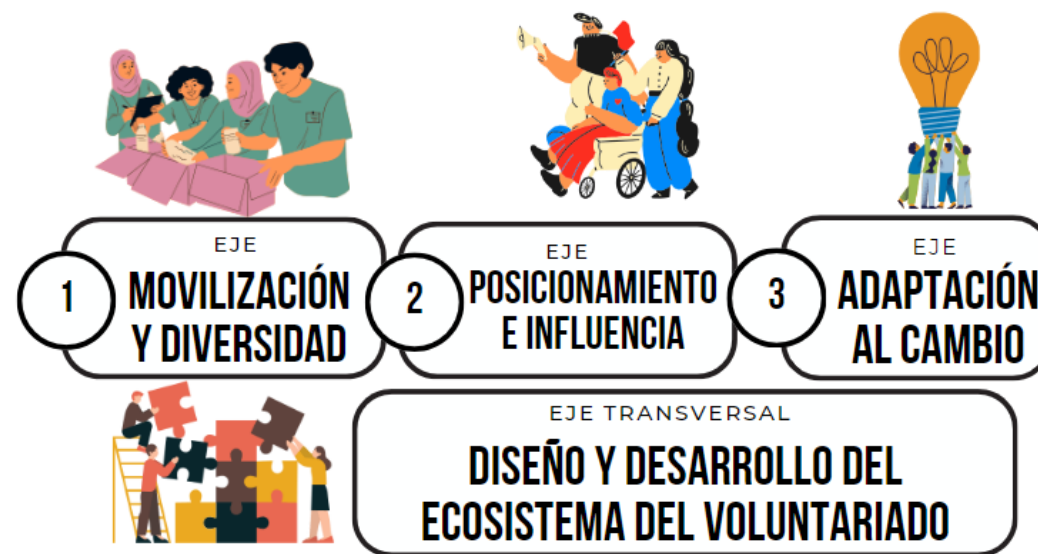 1
EJE
MOVILIZACIÓN
Y DIVERSIDAD
2
EJE
POSICIONAMIENTO
E INFLUENCIA
3
EJE
ADAPTACIÓN
AL CAMBIO
EJE TRANSVERSAL
DISEÑO Y DESARROLLO DEL
ECOSISTEMA DEL VOLUNTARIADO